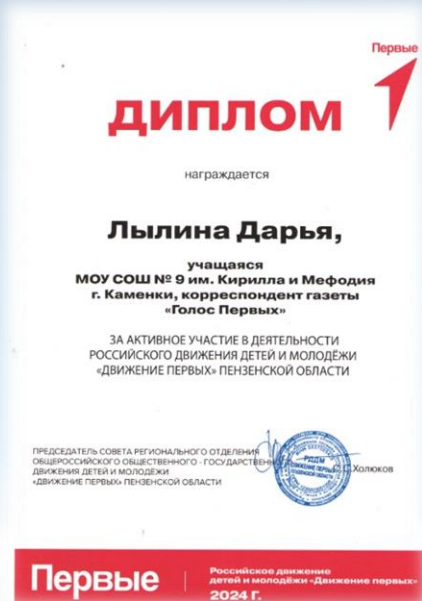 Первые
ДИПЛОМ
награждается
Лылина Дарья,
учащаяся
МОУ СОШ № 9 им. Кирилла и Мефодия
г. Каменки, корреспондент газеты
«Голос Первых»
ЗА АКТИВНОЕ УЧАСТИЕ В ДЕЯТЕЛЬНОСТИ
РОССИЙСКОГО ДВИЖЕНИЯ ДЕТЕЙ И МОЛОДЁЖИ
«ДВИЖЕНИЕ ПЕРВЫХ» ПЕНЗЕНСКОЙ ОБЛАСТИ
ПРЕДСЕДАТЕЛЬ СОВЕТА РЕГИОНАЛЬНОГО ОТДЕЛЕНИЯ
ОБЩЕРОССИЙСКОГО ОБЩЕСТВЕННОГО - ГОСУДАРСТВЕН
ДВИЖЕНИЯ ДЕТЕЙ И МОЛОДЁЖИ
«ДВИЖЕНИЕ ПЕРВЫХ» ПЕНЗЕНСКОЙ ОБЛАСТИ
Холюков
Первые
Российское движение
детей и молодёжи «Движение первых»
2024 Г.